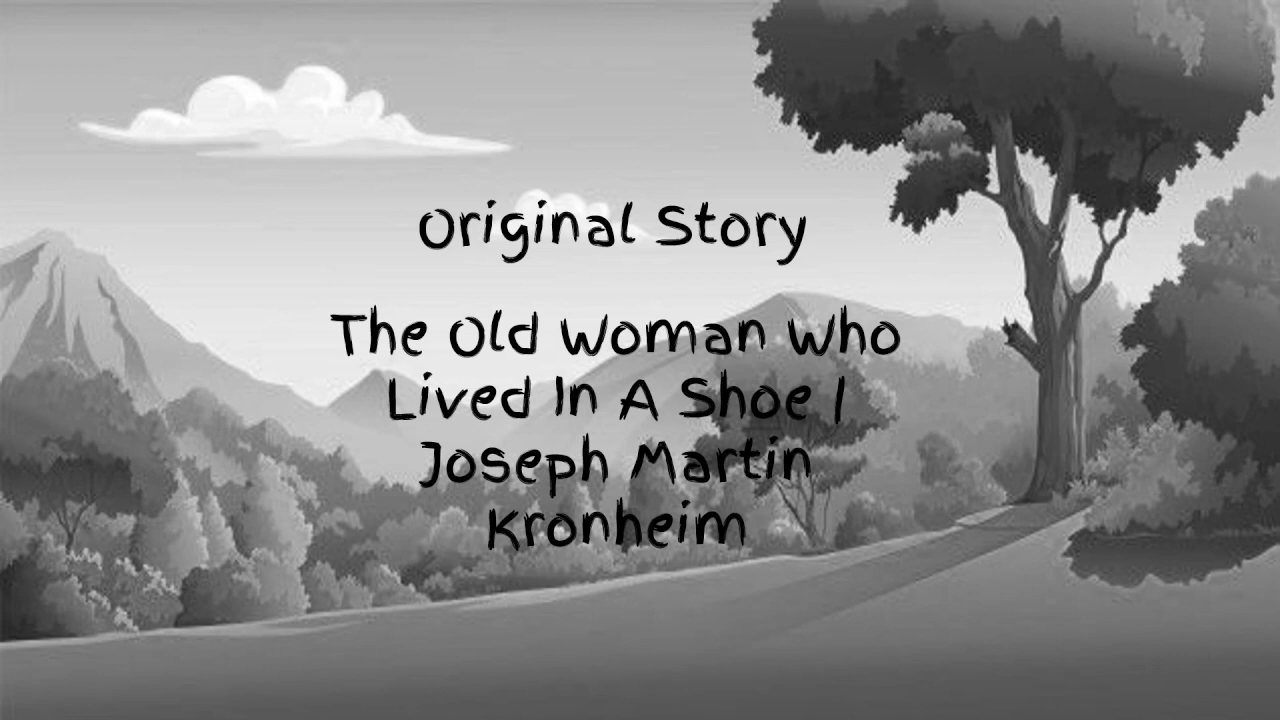 Original Story
The Old Woman Who
Lived In A Shoe |
Joseph Martin
Kronheim